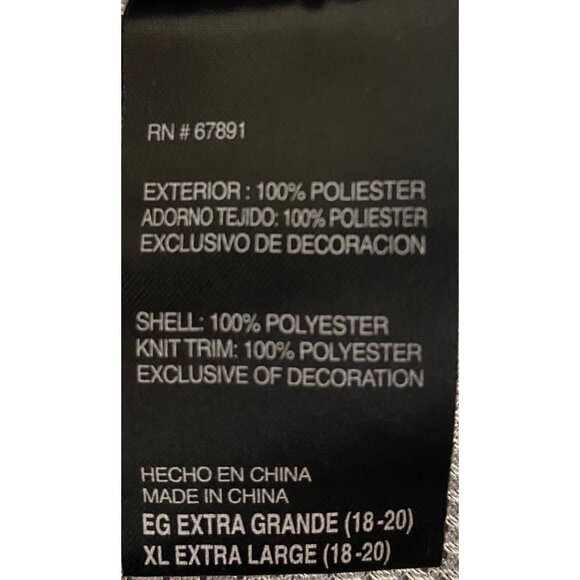 RN # 67891
EXTERIOR : 100% POLIESTER
ADORNO TEJIDO: 100% POLIESTER
EXCLUSIVO DE DECORACION
SHELL: 100% POLYESTER
KNIT TRIM: 100% POLYESTER
EXCLUSIVE OF DECORATION
HECHO EN CHINA
MADE IN CHINA
EG EXTRA GRANDE (18-20)
XL EXTRA LARGE (18-20)